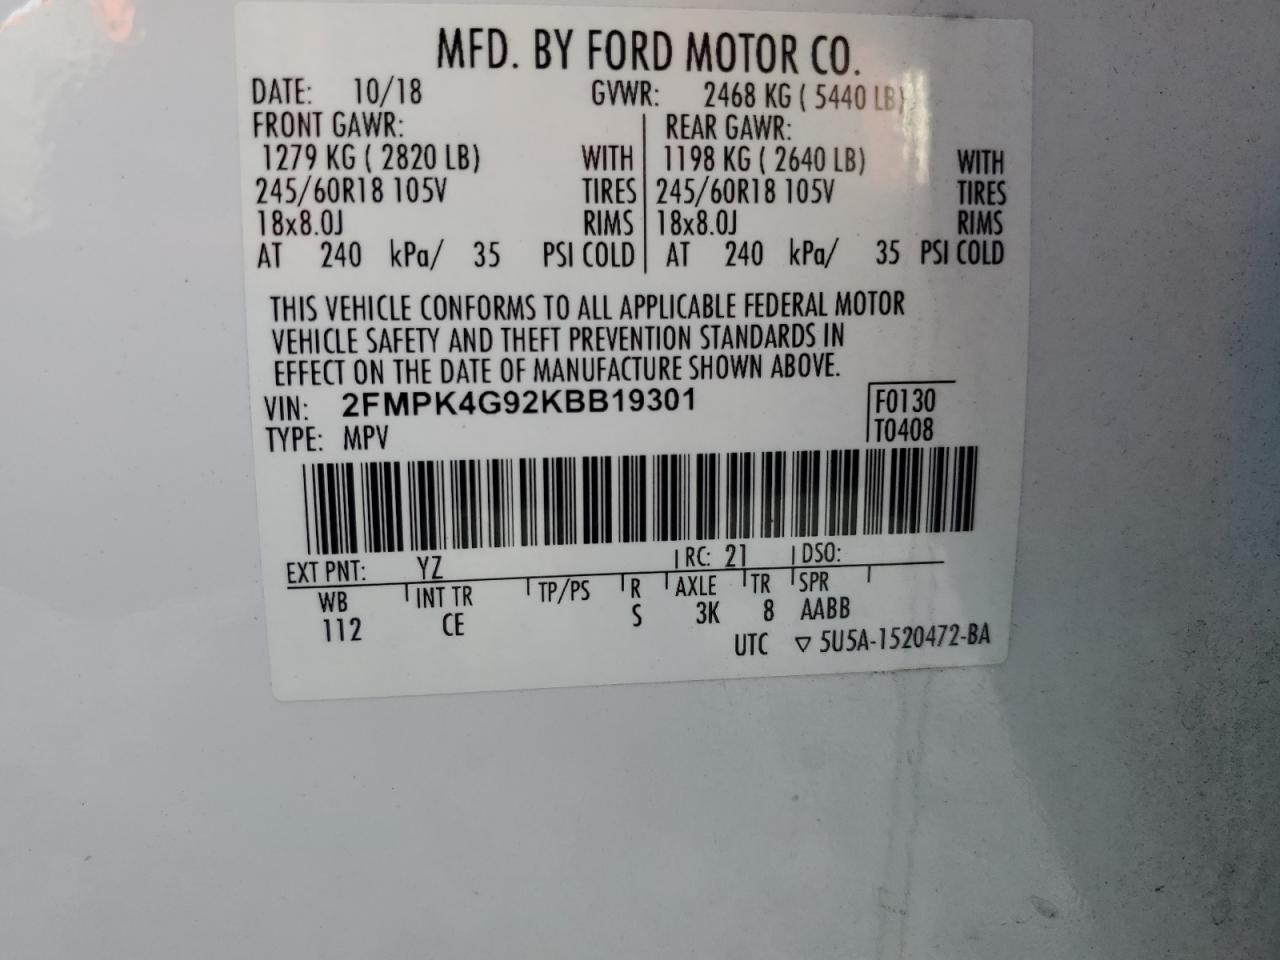 MFD. BY FORD MOTOR CO.
DATE: 10/18 GVWR: 2468 KG ( 5440 LB)
FRONT GAWR: REAR GAWR:
1279 KG ( 2820 LB) WITH 1198 KG ( 2640 LB) WITH
245/60R18 105V TIRES 245/60R18 105V TIRES
18x8.0J RIMS 18x8.0J RIMS
AT 240 kPa/ 35 PSI COLD AT 240 kPa/ 35 PSI COLD
THIS VEHICLE CONFORMS TO ALL APPLICABLE FEDERAL MOTOR
VEHICLE SAFETY AND THEFT PREVENTION STANDARDS IN
EFFECT ON THE DATE OF MANUFACTURE SHOWN ABOVE.
VIN: 2FMPK4G92KBB19301 F0130
TYPE: MPV T0408
EXT PNT: YZ RC: 21 DSO:
WB INT TR TP/PS R AXLE TR SPR
112 CE S 3K 8 AABB
UTC ▽ 5U5A-1520472-BA